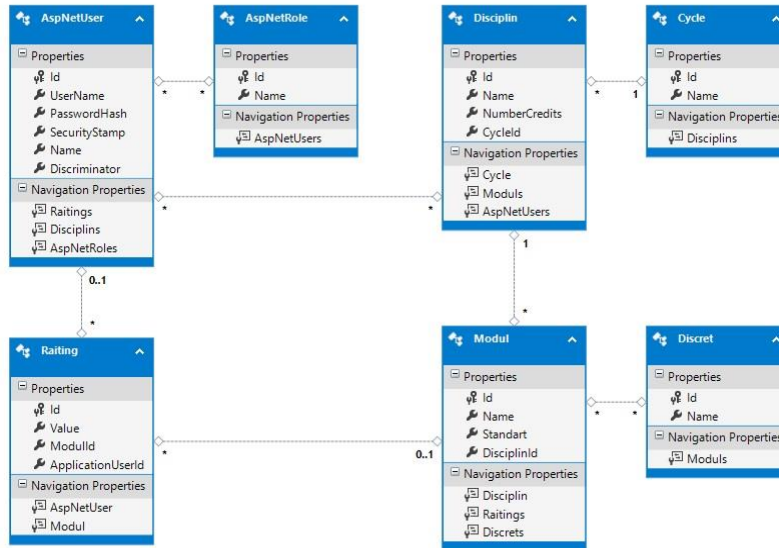 AspNetUser
Properties
Id
UserName
PasswordHash
SecurityStamp
Name
Discriminator
Navigation Properties
Raitings
Disciplins
AspNetRoles
AspNetRole
Properties
Id
Name
Navigation Properties
AspNetUsers
Disciplin
Properties
Id
Name
NumberCredits
CycleId
Navigation Properties
Cycle
Moduls
AspNetUsers
Cycle
Properties
Id
Name
Navigation Properties
Disciplins
* *
* 1
* *
0..1
*
1
*
Raiting
Properties
Id
Value
ModulId
ApplicationUserId
Navigation Properties
AspNetUser
Modul
* 0..1
Modul
Properties
Id
Name
Standart
DisciplinId
Navigation Properties
Disciplin
Raitings
Discrets
* *
Discret
Properties
Id
Name
Navigation Properties
Moduls